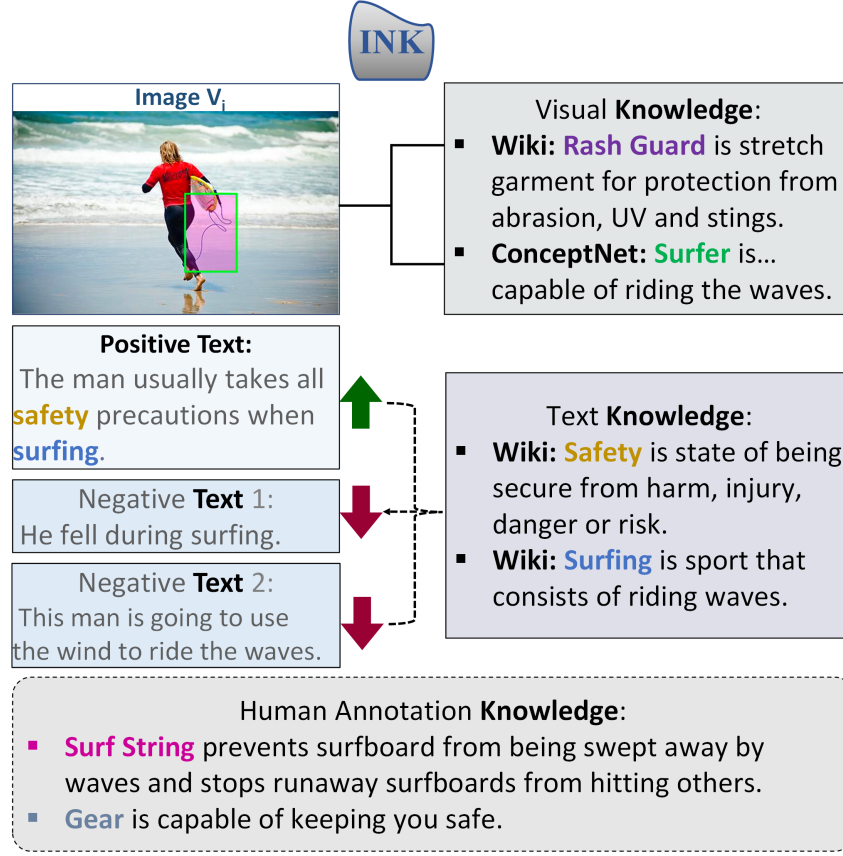 INK
Image Vi
Visual Knowledge:
▪ Wiki: Rash Guard is stretch
garment for protection from
abrasion, UV and stings.
▪ ConceptNet: Surfer is...
capable of riding the waves.
Positive Text:
The man usually takes all
safety precautions when
surfing.
Negative Text 1:
He fell during surfing.
Negative Text 2:
This man is going to use
the wind to ride the waves.
Text Knowledge:
▪ Wiki: Safety is state of being
secure from harm, injury,
danger or risk.
▪ Wiki: Surfing is sport that
consists of riding waves.
Human Annotation Knowledge:
▪ Surf String prevents surfboard from being swept away by
waves and stops runaway surfboards from hitting others.
▪ Gear is capable of keeping you safe.